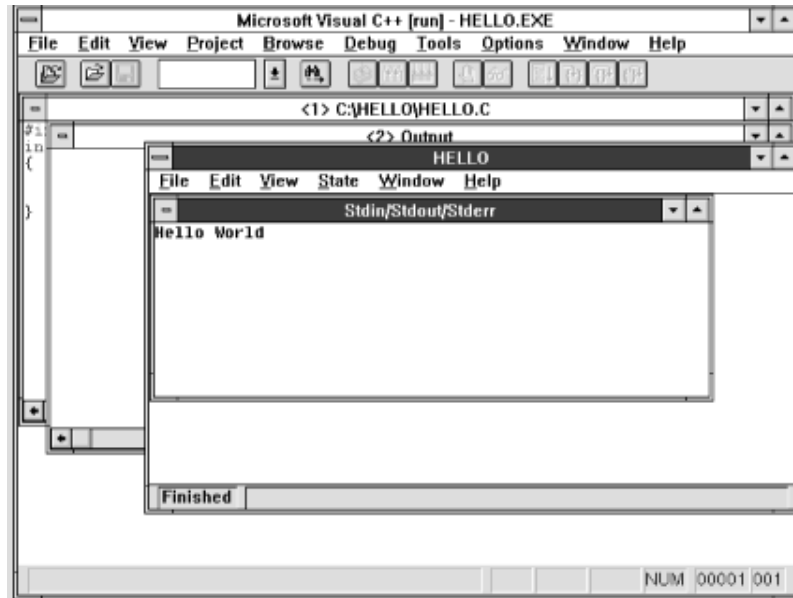 Microsoft Visual C++ [run] - HELLO.EXE
File Edit View Project Browse Debug Tools Options Window Help
<1> C:\HELLO\HELLO.C
<2> Output
#i
in
{
}
HELLO
File Edit View State Window Help
Stdin/Stdout/Stderr
Hello World
Finished
NUM 00001 001